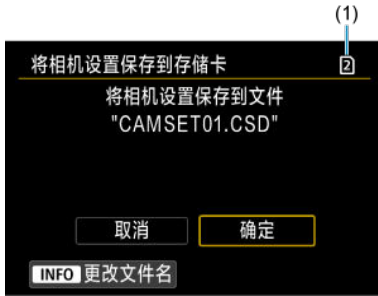 (1)
将相机设置保存到存储卡 2
将相机设置保存到文件
"CAMSET01.CSD"
取消 确定
INFO 更改文件名